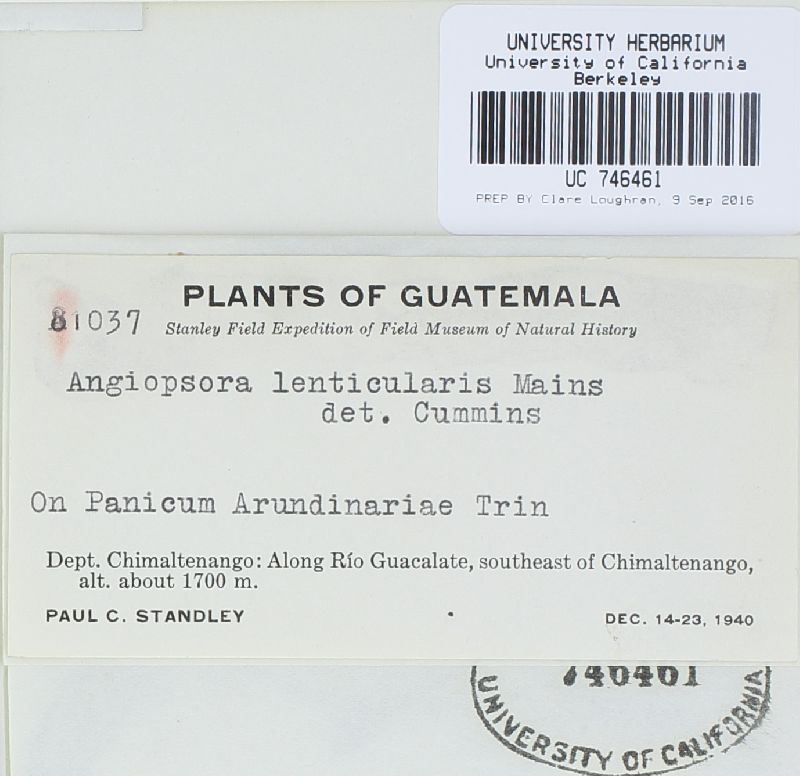 UNIVERSITY HERBARIUM
University of California
Berkeley
UC 746461
PREP BY Clare Loughran, 9 Sep 2016
PLANTS OF GUATEMALA
81037 Stanley Field Expedition of Field Museum of Natural History
Angiopsora lenticularis Mains
det. Cummins
On Panicum Arundinariae Trin
Dept. Chimaltenango: Along Río Guacalate, southeast of Chimaltenango,
alt. about 1700 m.
PAUL C. STANDLEY DEC. 14-23, 1940
746461
UNIVERSITY OF CALIFORNIA